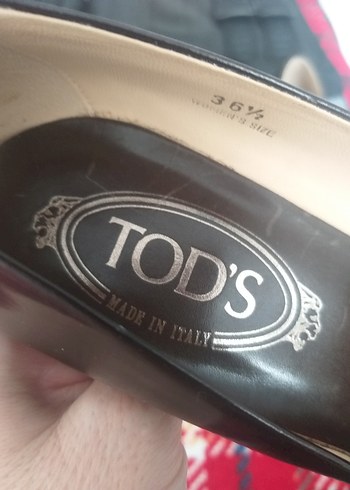 36½
WOMEN'S SIZE
TOD'S
MADE IN ITALY